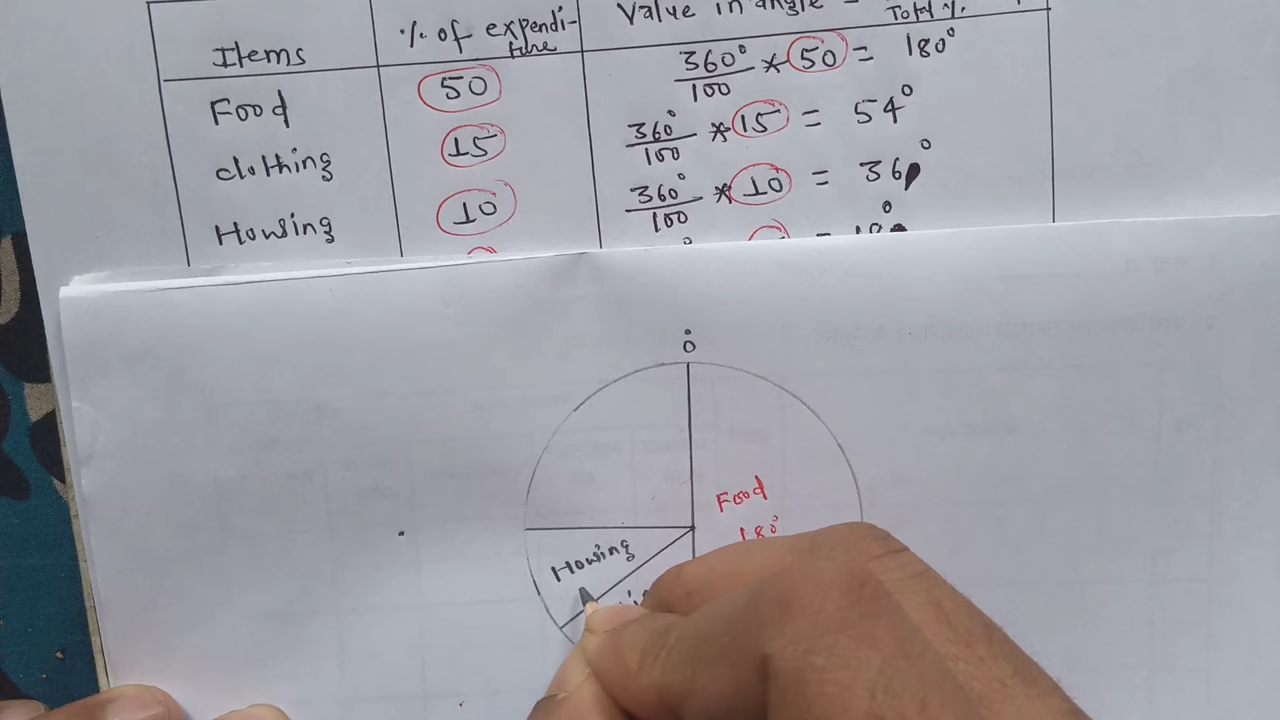 Items
% of expendi-
ture
Value in angle =
Total %
Food
50
360°/100 * 50 = 180°
clothing
15
360°/100 * 15 = 54°
Housing
10
360°/100 * 10 = 36°
0°
Food
180°
Housing